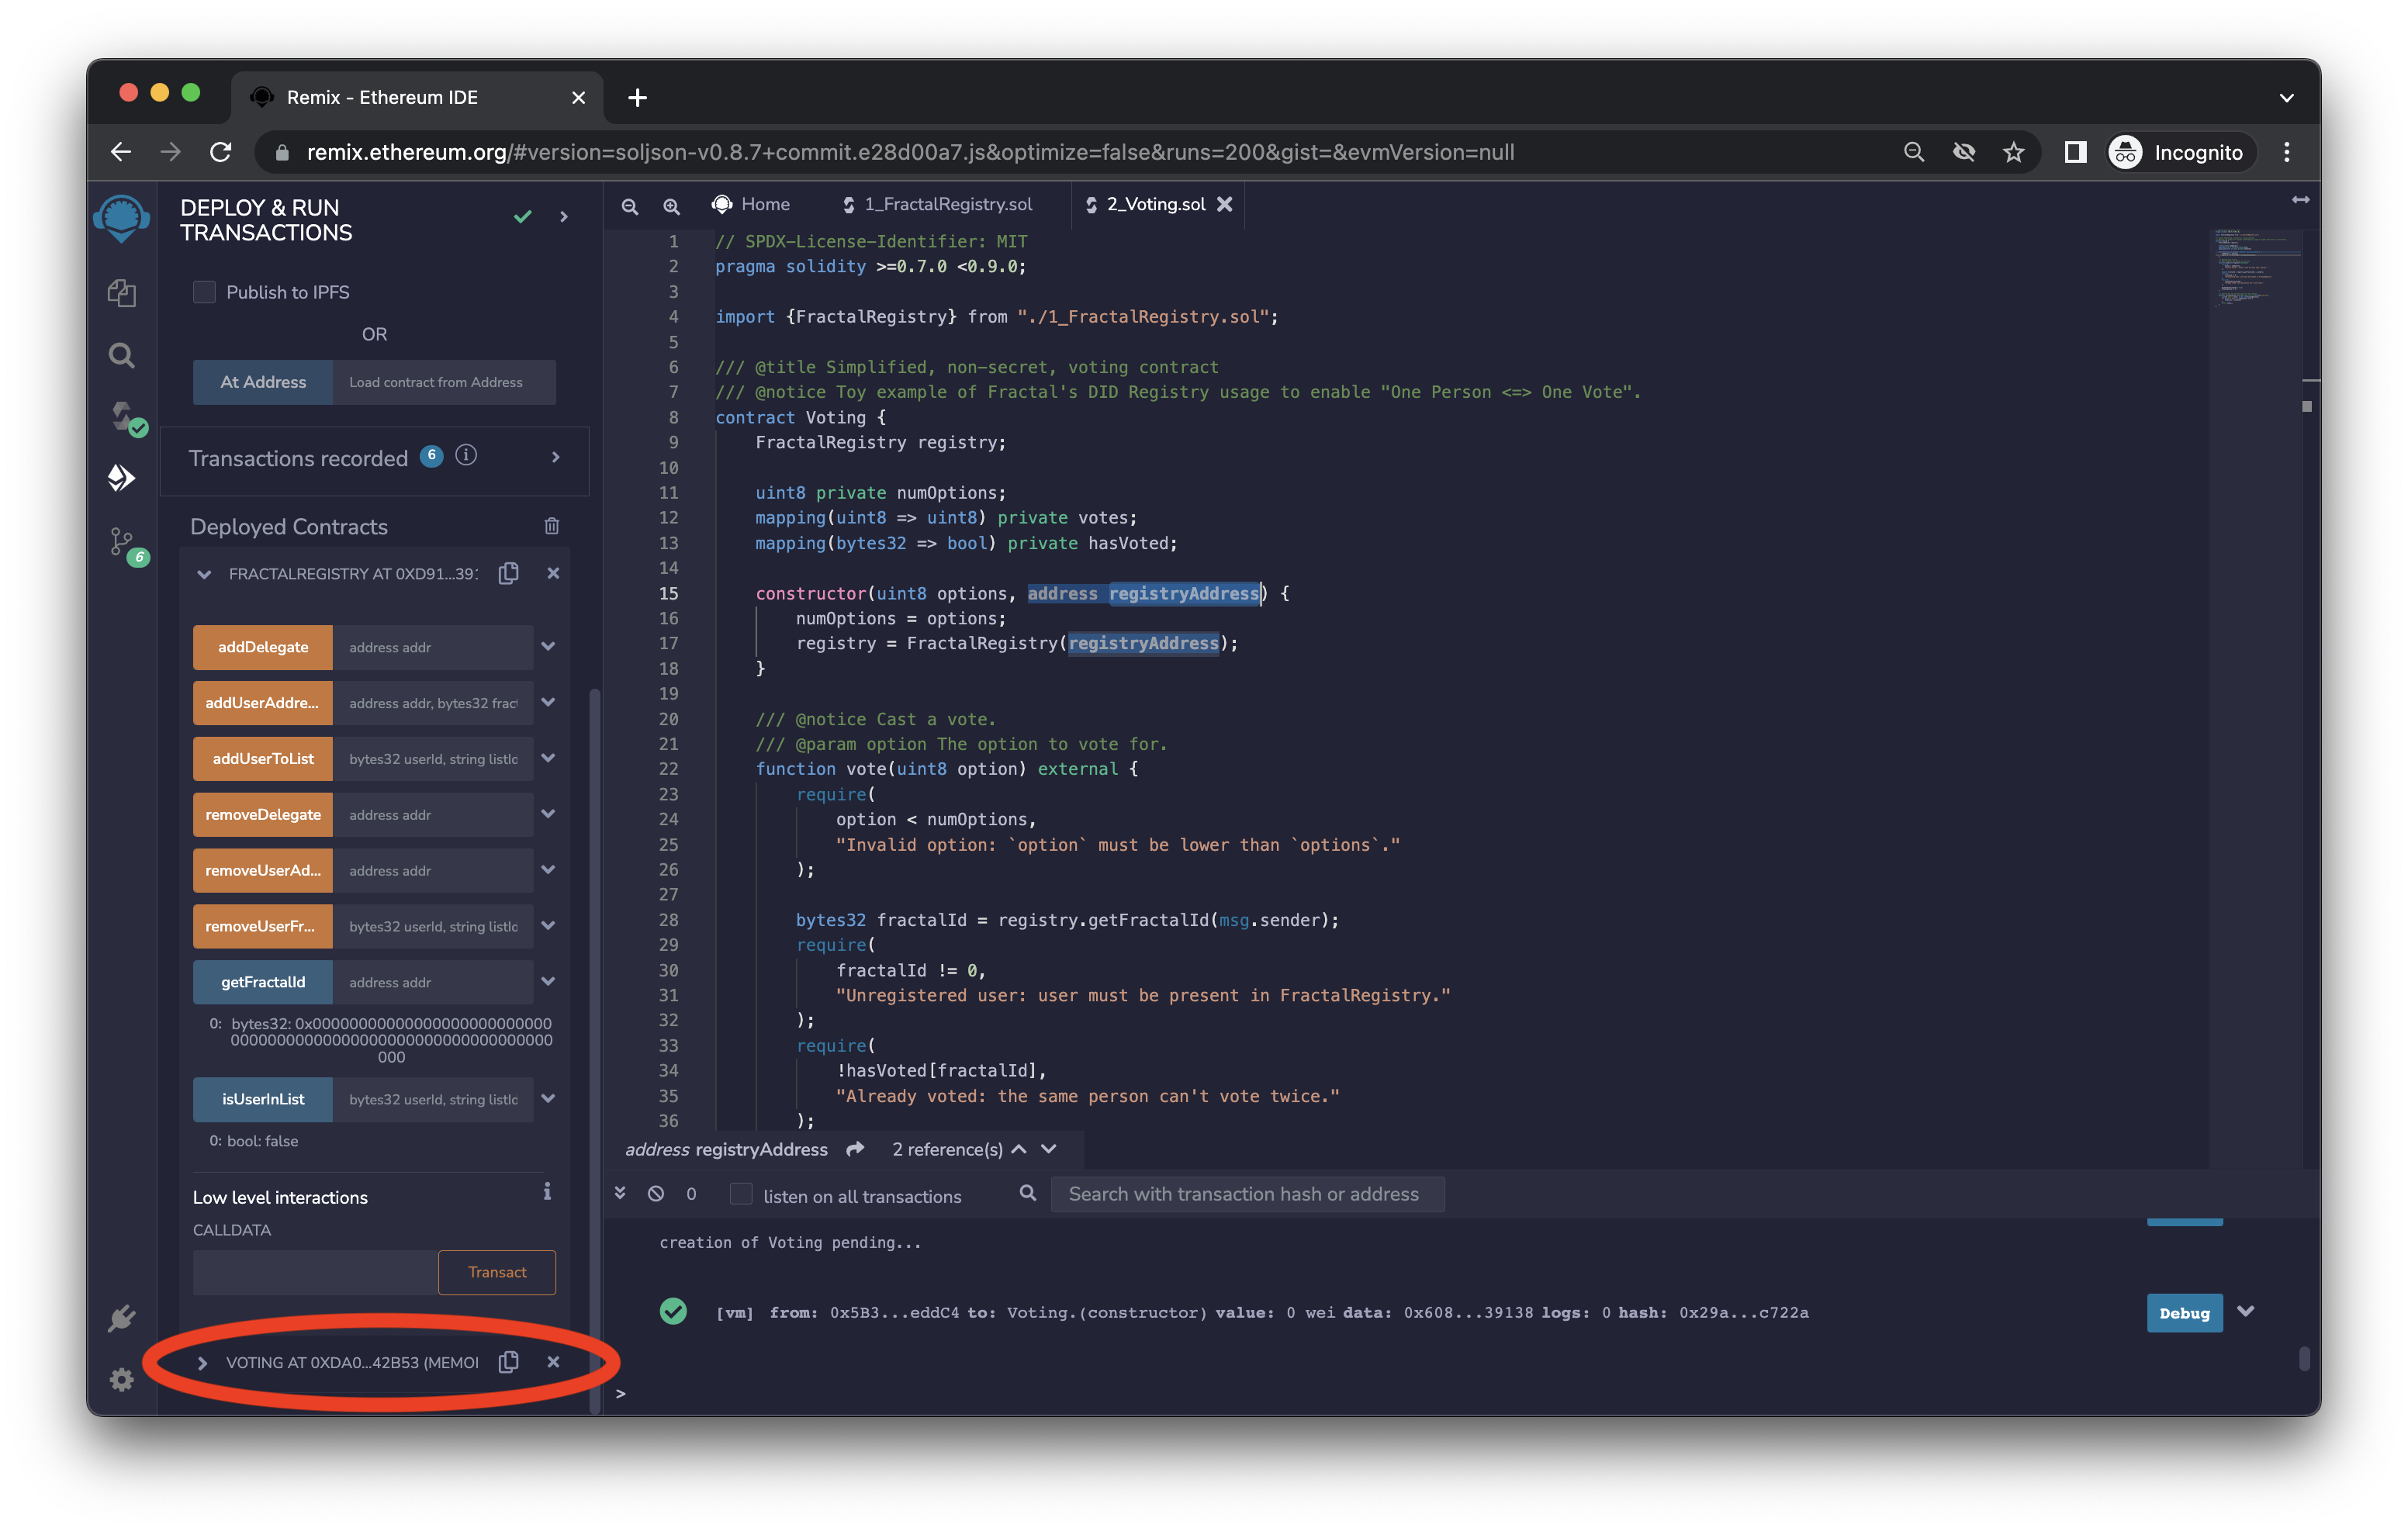 Remix - Ethereum IDE
remix.ethereum.org/#version=soljson-v0.8.7+commit.e28d00a7.js&optimize=false&runs=200&gist=&evmVersion=null
Incognito
DEPLOY & RUN
TRANSACTIONS
Publish to IPFS
OR
At Address
Load contract from Address
Transactions recorded 6
6
Deployed Contracts
FRACTALREGISTRY AT 0XD91...391
addDelegate address addr
addUserAddre... address addr, bytes32 fract
addUserToList bytes32 userId, string listId
removeDelegate address addr
removeUserAd... address addr
removeUserFr... bytes32 userId, string listId
getFractalId address addr
0: bytes32: 0x00000000000000000000000000
00000000000000000000000000000000000
000
isUserInList bytes32 userId, string listId
0: bool: false
Low level interactions
CALLDATA
Transact
VOTING AT 0XDA0...42B53 (MEMOI
Home
1_FractalRegistry.sol
2_Voting.sol
1 // SPDX-License-Identifier: MIT
2 pragma solidity >=0.7.0 <0.9.0;
3
4 import {FractalRegistry} from "./1_FractalRegistry.sol";
5
6 /// @title Simplified, non-secret, voting contract
7 /// @notice Toy example of Fractal's DID Registry usage to enable "One Person <=> One Vote".
8 contract Voting {
9 FractalRegistry registry;
10
11 uint8 private numOptions;
12 mapping(uint8 => uint8) private votes;
13 mapping(bytes32 => bool) private hasVoted;
14
15 constructor(uint8 options, address registryAddress) {
16 numOptions = options;
17 registry = FractalRegistry(registryAddress);
18 }
19
20 /// @notice Cast a vote.
21 /// @param option The option to vote for.
22 function vote(uint8 option) external {
23 require(
24 option < numOptions,
25 "Invalid option: `option` must be lower than `options`."
26 );
27
28 bytes32 fractalId = registry.getFractalId(msg.sender);
29 require(
30 fractalId != 0,
31 "Unregistered user: user must be present in FractalRegistry."
32 );
33 require(
34 !hasVoted[fractalId],
35 "Already voted: the same person can't vote twice."
36 );
address registryAddress 2 reference(s)
0 listen on all transactions Search with transaction hash or address
creation of Voting pending...
[vm] from: 0x5B3...eddC4 to: Voting.(constructor) value: 0 wei data: 0x608...39138 logs: 0 hash: 0x29a...c722a
Debug
>